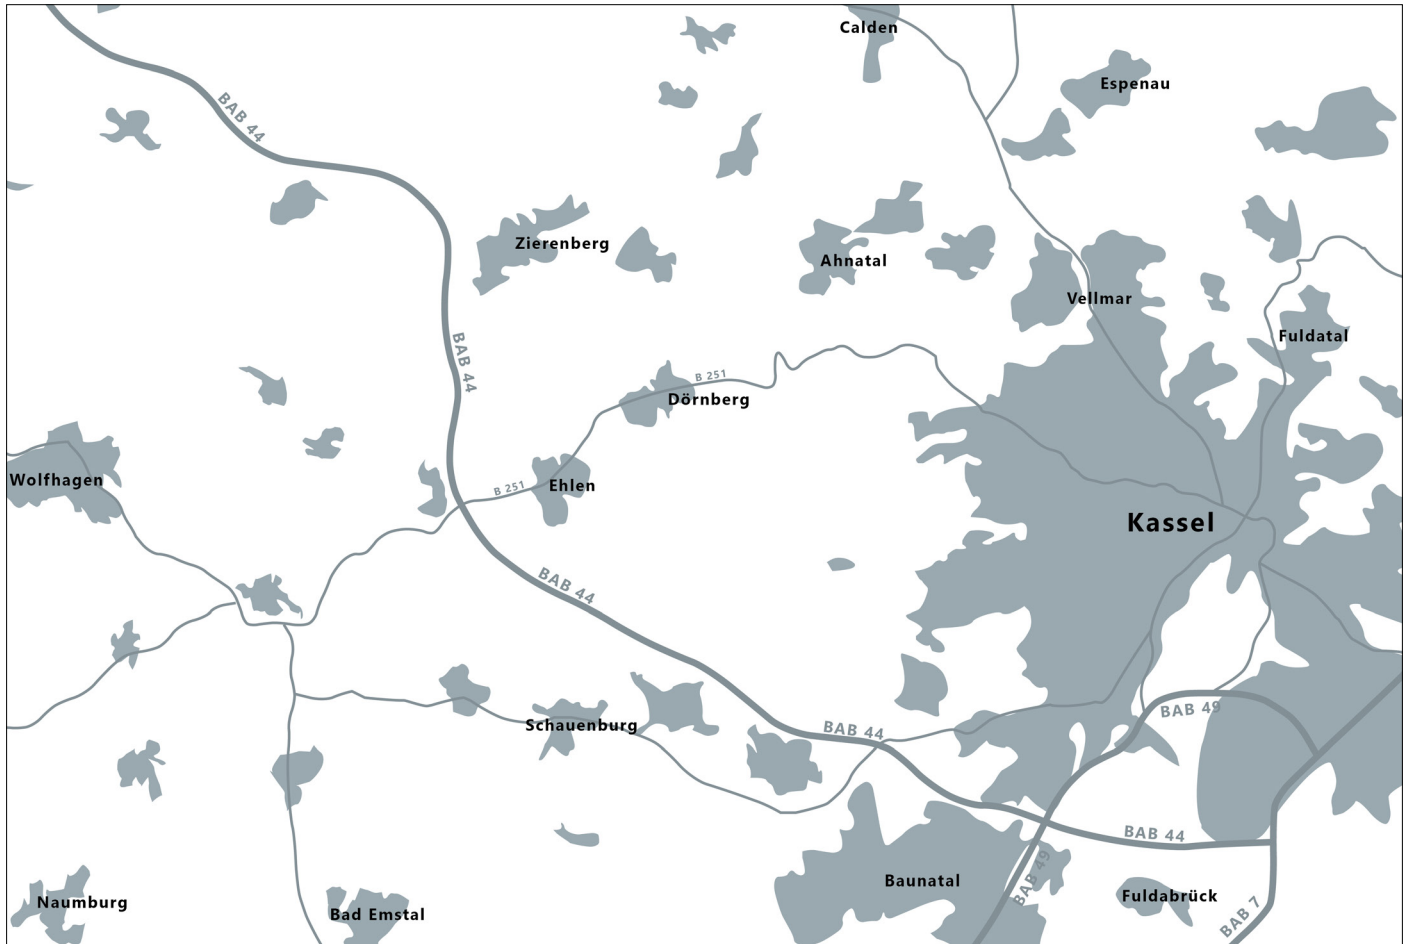 Calden
Espenau
BAB 44
Zierenberg
Ahnatal
Vellmar
Fuldatal
BAB 44
B 251
Dörnberg
Wolfhagen
B 251
Ehlen
Kassel
BAB 44
BAB 49
Schauenburg
BAB 44
BAB 44
Baunatal
BAB 49
Fuldabrück
Naumburg
Bad Emstal
BAB 7